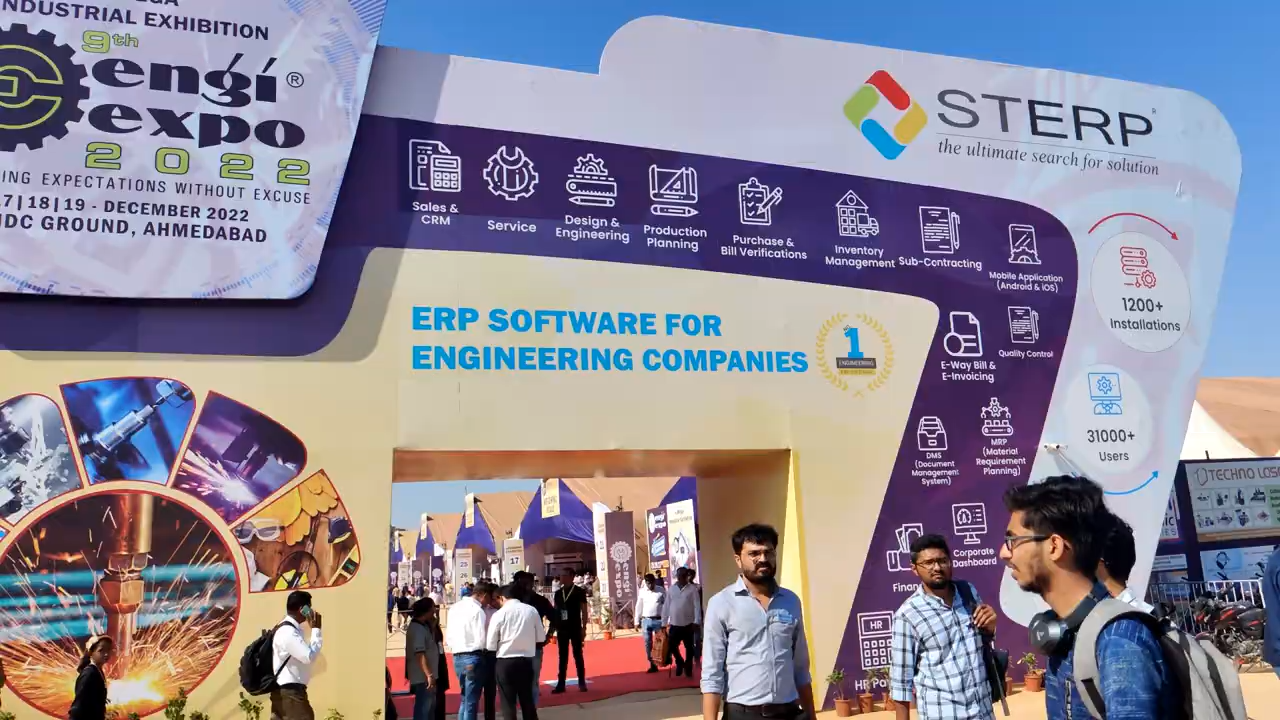 INDUSTRIAL EXHIBITION
9th
engi®
expo
2022
EXPECTATIONS WITHOUT EXCUSE
18|19 - DECEMBER 2022
GROUND, AHMEDABAD
STERP
the ultimate search for solution
Sales &
CRM
Service
Design &
Engineering
Production
Planning
Purchase &
Bill Verifications
Inventory
Management
Sub-Contracting
Mobile Application
(Android & iOS)
1200+
Installations
ERP SOFTWARE FOR
ENGINEERING COMPANIES
1
ENGINEERING
E-Way Bill &
E-Invoicing
Quality Control
31000+
Users
DMS
(Document
Management
System)
MRP
(Material
Requirement
Planning)
Corporate
Dashboard
HR
TECHNO
engi
expo
17